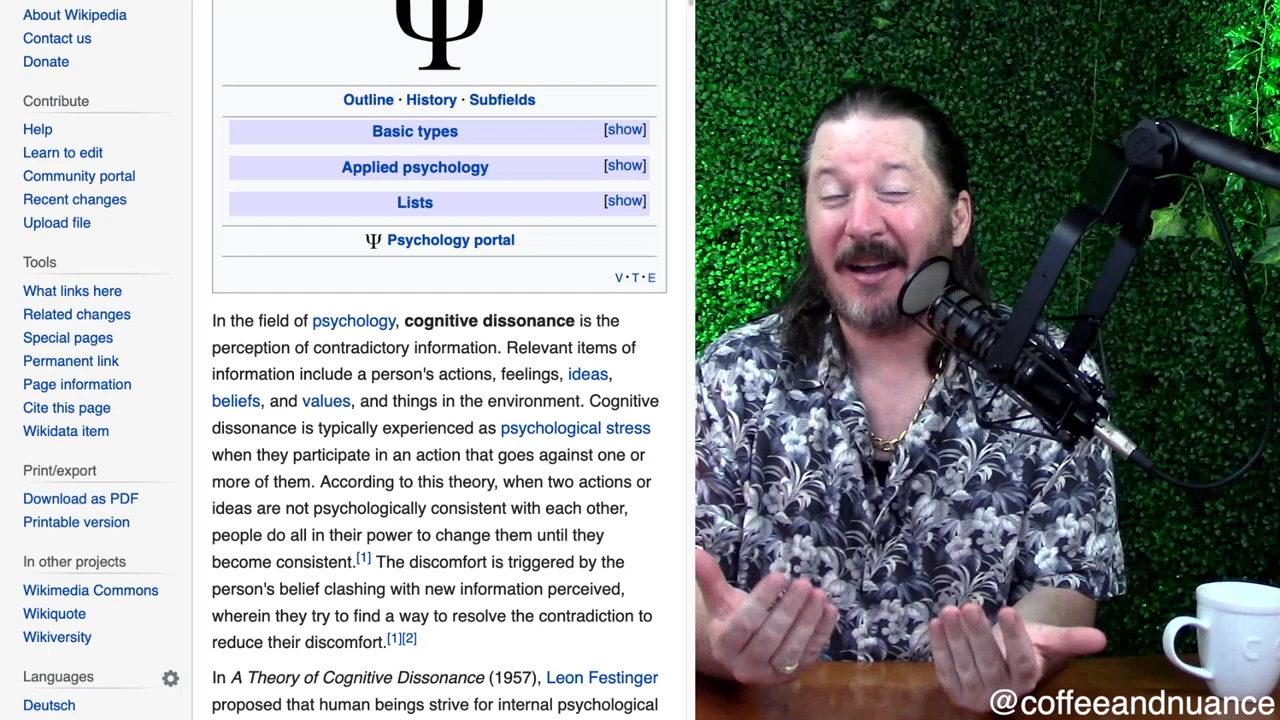 About Wikipedia
Contact us
Donate
Contribute
Help
Learn to edit
Community portal
Recent changes
Upload file
Tools
What links here
Related changes
Special pages
Permanent link
Page information
Cite this page
Wikidata item
Print/export
Download as PDF
Printable version
In other projects
Wikimedia Commons
Wikiquote
Wikiversity
Languages
Deutsch
Ψ
Outline · History · Subfields
Basic types [show]
Applied psychology [show]
Lists [show]
Ψ Psychology portal
V · T · E
In the field of psychology, cognitive dissonance is the
perception of contradictory information. Relevant items of
information include a person's actions, feelings, ideas,
beliefs, and values, and things in the environment. Cognitive
dissonance is typically experienced as psychological stress
when they participate in an action that goes against one or
more of them. According to this theory, when two actions or
ideas are not psychologically consistent with each other,
people do all in their power to change them until they
become consistent.[1] The discomfort is triggered by the
person's belief clashing with new information perceived,
wherein they try to find a way to resolve the contradiction to
reduce their discomfort.[1][2]
In A Theory of Cognitive Dissonance (1957), Leon Festinger
proposed that human beings strive for internal psychological
@coffeeandnuance